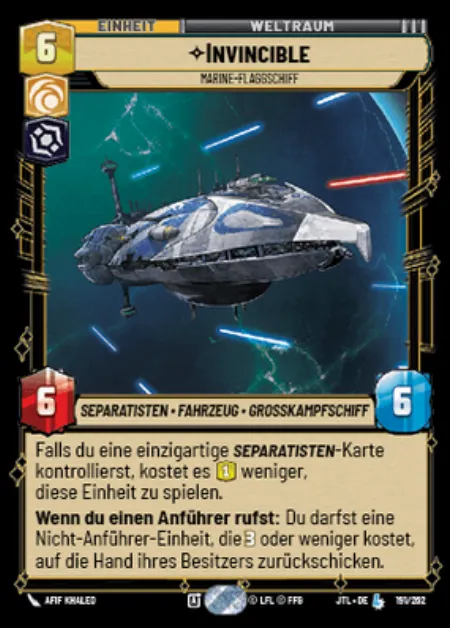 EINHEIT WELTRAUM
6
INVINCIBLE
MARINE-FLAGGSCHIFF
6 SEPARATISTEN • FAHRZEUG • GROSSKAMPFSCHIFF 6
Falls du eine einzigartige SEPARATISTEN-Karte
kontrollierst, kostet es 1 weniger,
diese Einheit zu spielen.
Wenn du einen Anführer rufst: Du darfst eine
Nicht-Anführer-Einheit, die 3 oder weniger kostet,
auf die Hand ihres Besitzers zurückschicken.
AFIF KHALED © LFL © FFG JTL • DE 191/262